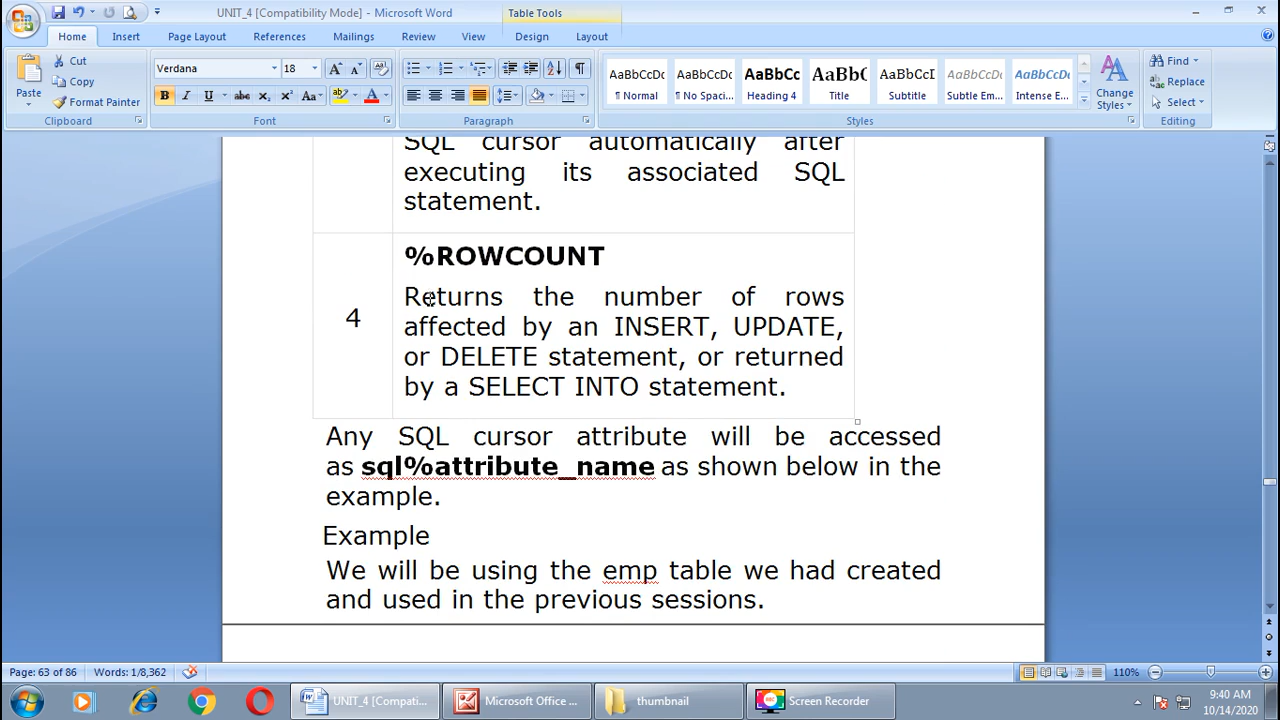 UNIT_4 [Compatibility Mode] - Microsoft Word
Table Tools
Home Insert Page Layout References Mailings Review View Design Layout
Paste
Cut
Copy
Format Painter
Clipboard
Verdana 18
Font
Paragraph
AaBbCcDc AaBbCcDc AaBbCc AaBbC AaBbCcI AaBbCcDc AaBbCcDc
¶ Normal ¶ No Spaci... Heading 4 Title Subtitle Subtle Em... Intense E...
Change Styles
Styles
Find
Replace
Select
Editing
SQL cursor automatically after
executing its associated SQL
statement.
4
%ROWCOUNT
Returns the number of rows
affected by an INSERT, UPDATE,
or DELETE statement, or returned
by a SELECT INTO statement.
Any SQL cursor attribute will be accessed
as sql%attribute_name as shown below in the
example.
Example
We will be using the emp table we had created
and used in the previous sessions.
Page: 63 of 86 Words: 1/8,362 110%
UNIT_4 [Compati... Microsoft Office ... thumbnail Screen Recorder
9:40 AM
10/14/2020